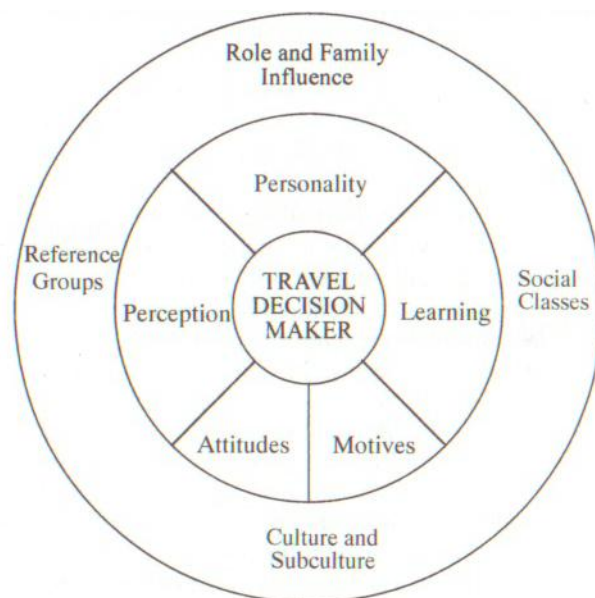 Role and Family
Influence
Personality
Reference
Groups
TRAVEL
DECISION
MAKER
Perception
Learning
Social
Classes
Attitudes
Motives
Culture and
Subculture